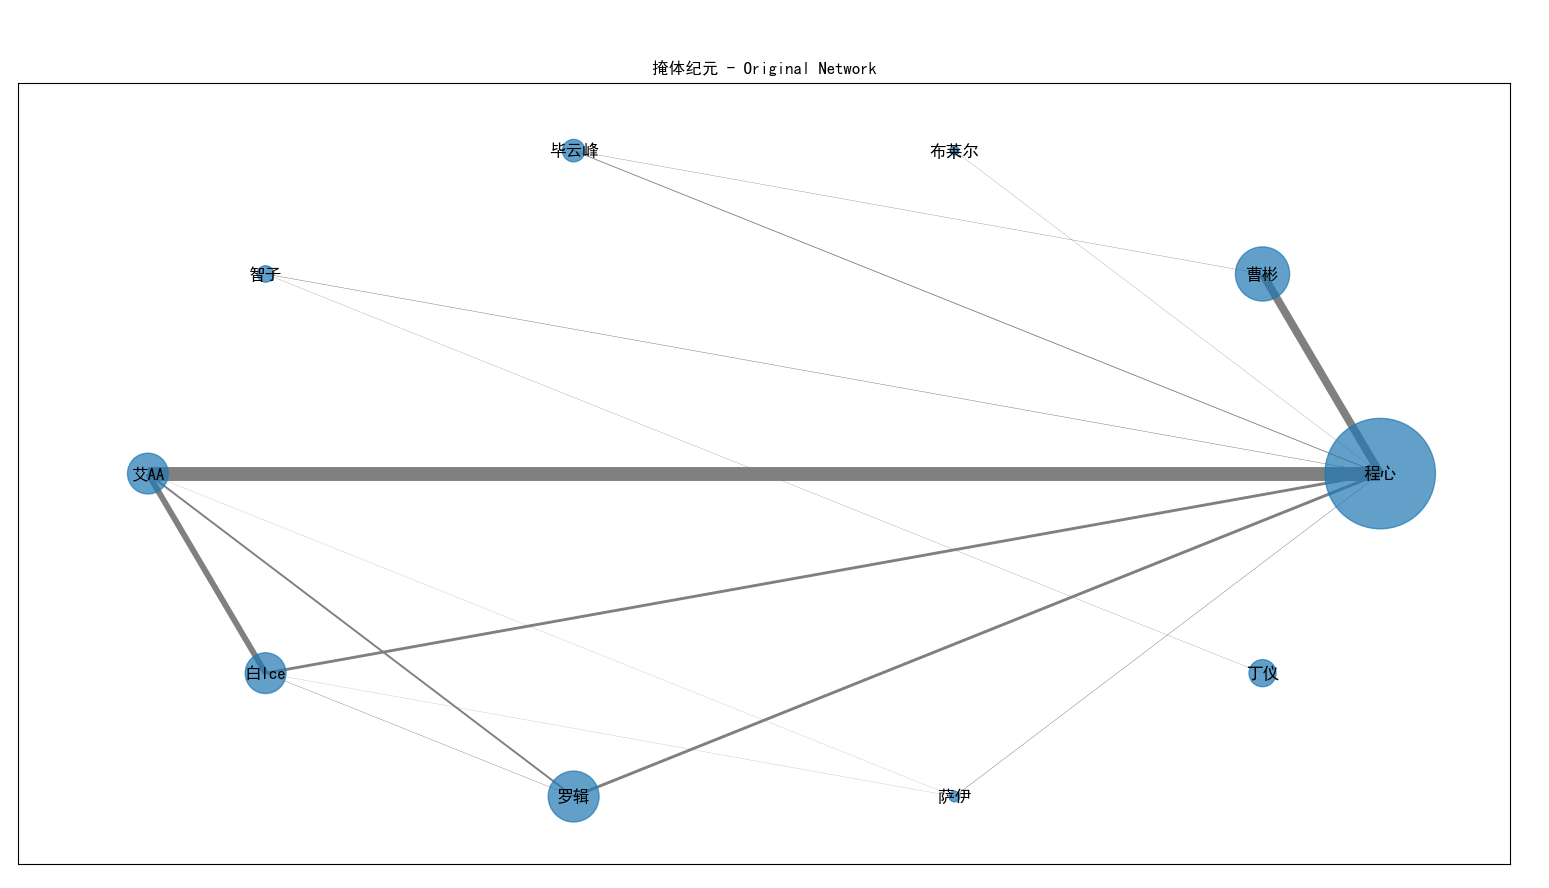 掩体纪元 - Original Network
毕云峰
布莱尔
智子
曹彬
艾AA
程心
白Ice
丁仪
罗辑
萨伊